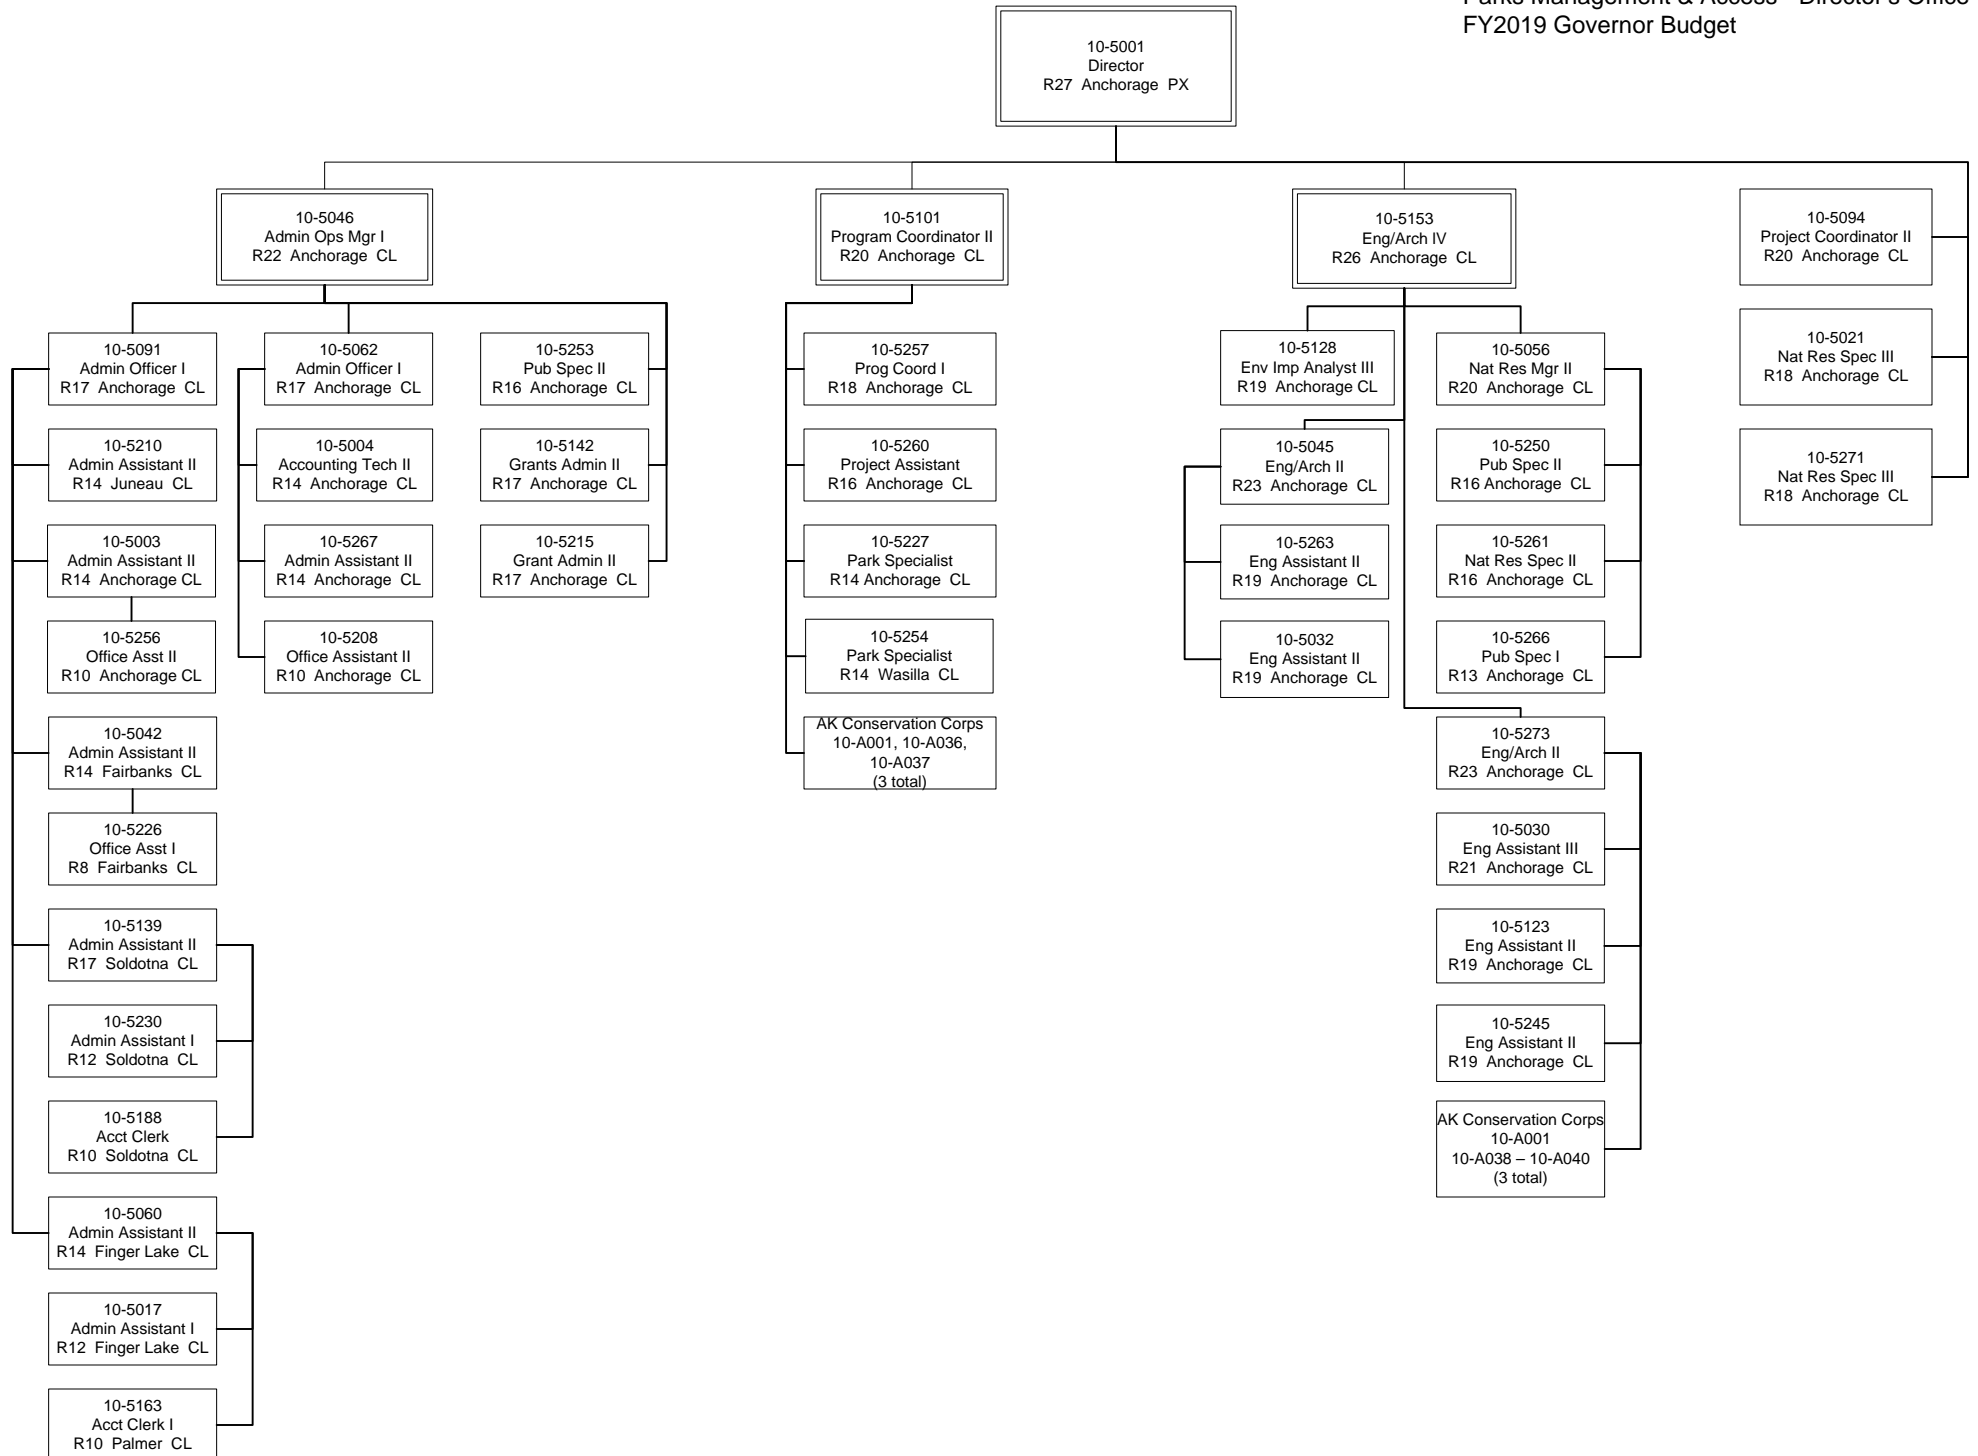 Parks Management & Access - Director's Office
FY2019 Governor Budget
10-5001
Director
R27 Anchorage PX
10-5046
Admin Ops Mgr I
R22 Anchorage CL
10-5101
Program Coordinator II
R20 Anchorage CL
10-5153
Eng/Arch IV
R26 Anchorage CL
10-5094
Project Coordinator II
R20 Anchorage CL
10-5021
Nat Res Spec III
R18 Anchorage CL
10-5271
Nat Res Spec III
R18 Anchorage CL
10-5091
Admin Officer I
R17 Anchorage CL
10-5210
Admin Assistant II
R14 Juneau CL
10-5003
Admin Assistant II
R14 Anchorage CL
10-5256
Office Asst II
R10 Anchorage CL
10-5042
Admin Assistant II
R14 Fairbanks CL
10-5226
Office Asst I
R8 Fairbanks CL
10-5139
Admin Assistant II
R17 Soldotna CL
10-5230
Admin Assistant I
R12 Soldotna CL
10-5188
Acct Clerk
R10 Soldotna CL
10-5060
Admin Assistant II
R14 Finger Lake CL
10-5017
Admin Assistant I
R12 Finger Lake CL
10-5163
Acct Clerk I
R10 Palmer CL
10-5062
Admin Officer I
R17 Anchorage CL
10-5004
Accounting Tech II
R14 Anchorage CL
10-5267
Admin Assistant II
R14 Anchorage CL
10-5208
Office Assistant II
R10 Anchorage CL
10-5253
Pub Spec II
R16 Anchorage CL
10-5142
Grants Admin II
R17 Anchorage CL
10-5215
Grant Admin II
R17 Anchorage CL
10-5257
Prog Coord I
R18 Anchorage CL
10-5260
Project Assistant
R16 Anchorage CL
10-5227
Park Specialist
R14 Anchorage CL
10-5254
Park Specialist
R14 Wasilla CL
AK Conservation Corps
10-A001, 10-A036,
10-A037
(3 total)
10-5128
Env Imp Analyst III
R19 Anchorage CL
10-5045
Eng/Arch II
R23 Anchorage CL
10-5263
Eng Assistant II
R19 Anchorage CL
10-5032
Eng Assistant II
R19 Anchorage CL
10-5056
Nat Res Mgr II
R20 Anchorage CL
10-5250
Pub Spec II
R16 Anchorage CL
10-5261
Nat Res Spec II
R16 Anchorage CL
10-5266
Pub Spec I
R13 Anchorage CL
10-5273
Eng/Arch II
R23 Anchorage CL
10-5030
Eng Assistant III
R21 Anchorage CL
10-5123
Eng Assistant II
R19 Anchorage CL
10-5245
Eng Assistant II
R19 Anchorage CL
AK Conservation Corps
10-A001
10-A038 – 10-A040
(3 total)